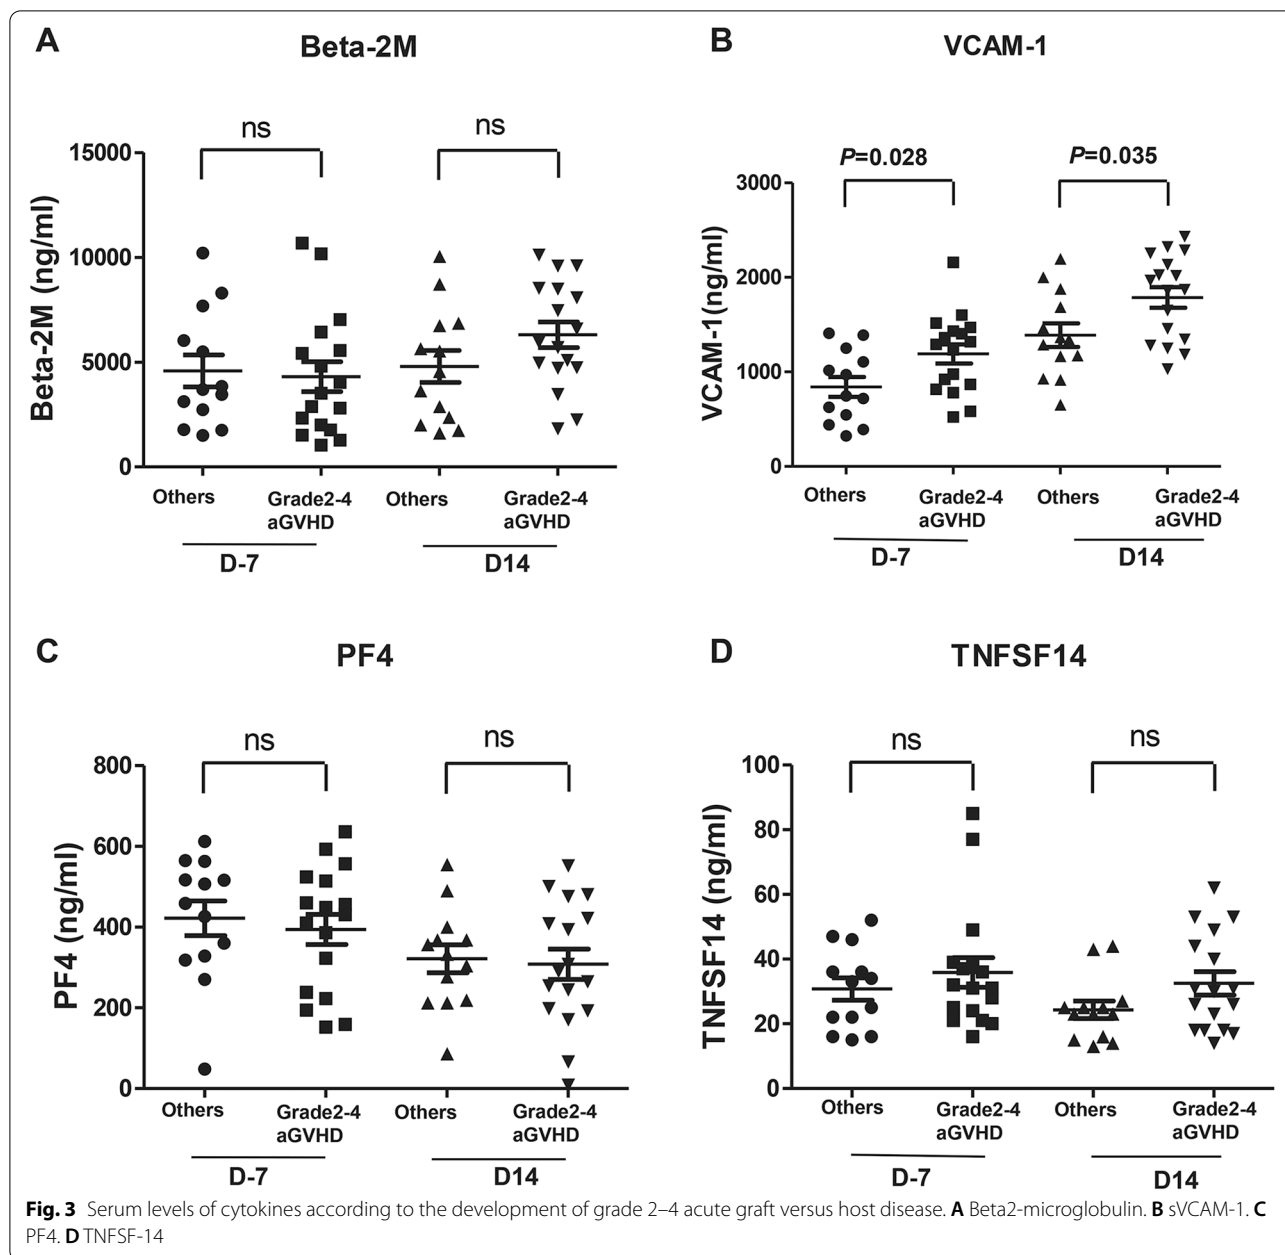 A
Beta-2M
ns
ns
15000
10000
5000
0
Beta-2M (ng/ml)
Others
Grade2-4
aGVHD
Others
Grade2-4
aGVHD
D-7
D14
B
VCAM-1
P=0.028
P=0.035
3000
2000
1000
0
VCAM-1(ng/ml)
Others
Grade2-4
aGVHD
Others
Grade2-4
aGVHD
D-7
D14
C
PF4
ns
ns
800
600
400
200
0
PF4 (ng/ml)
Others
Grade2-4
aGVHD
Others
Grade2-4
aGVHD
D-7
D14
D
TNFSF14
ns
ns
100
80
60
40
20
0
TNFSF14 (ng/ml)
Others
Grade2-4
aGVHD
Others
Grade2-4
aGVHD
D-7
D14
Fig. 3 Serum levels of cytokines according to the development of grade 2–4 acute graft versus host disease. A Beta2-microglobulin. B sVCAM-1. C
PF4. D TNFSF-14